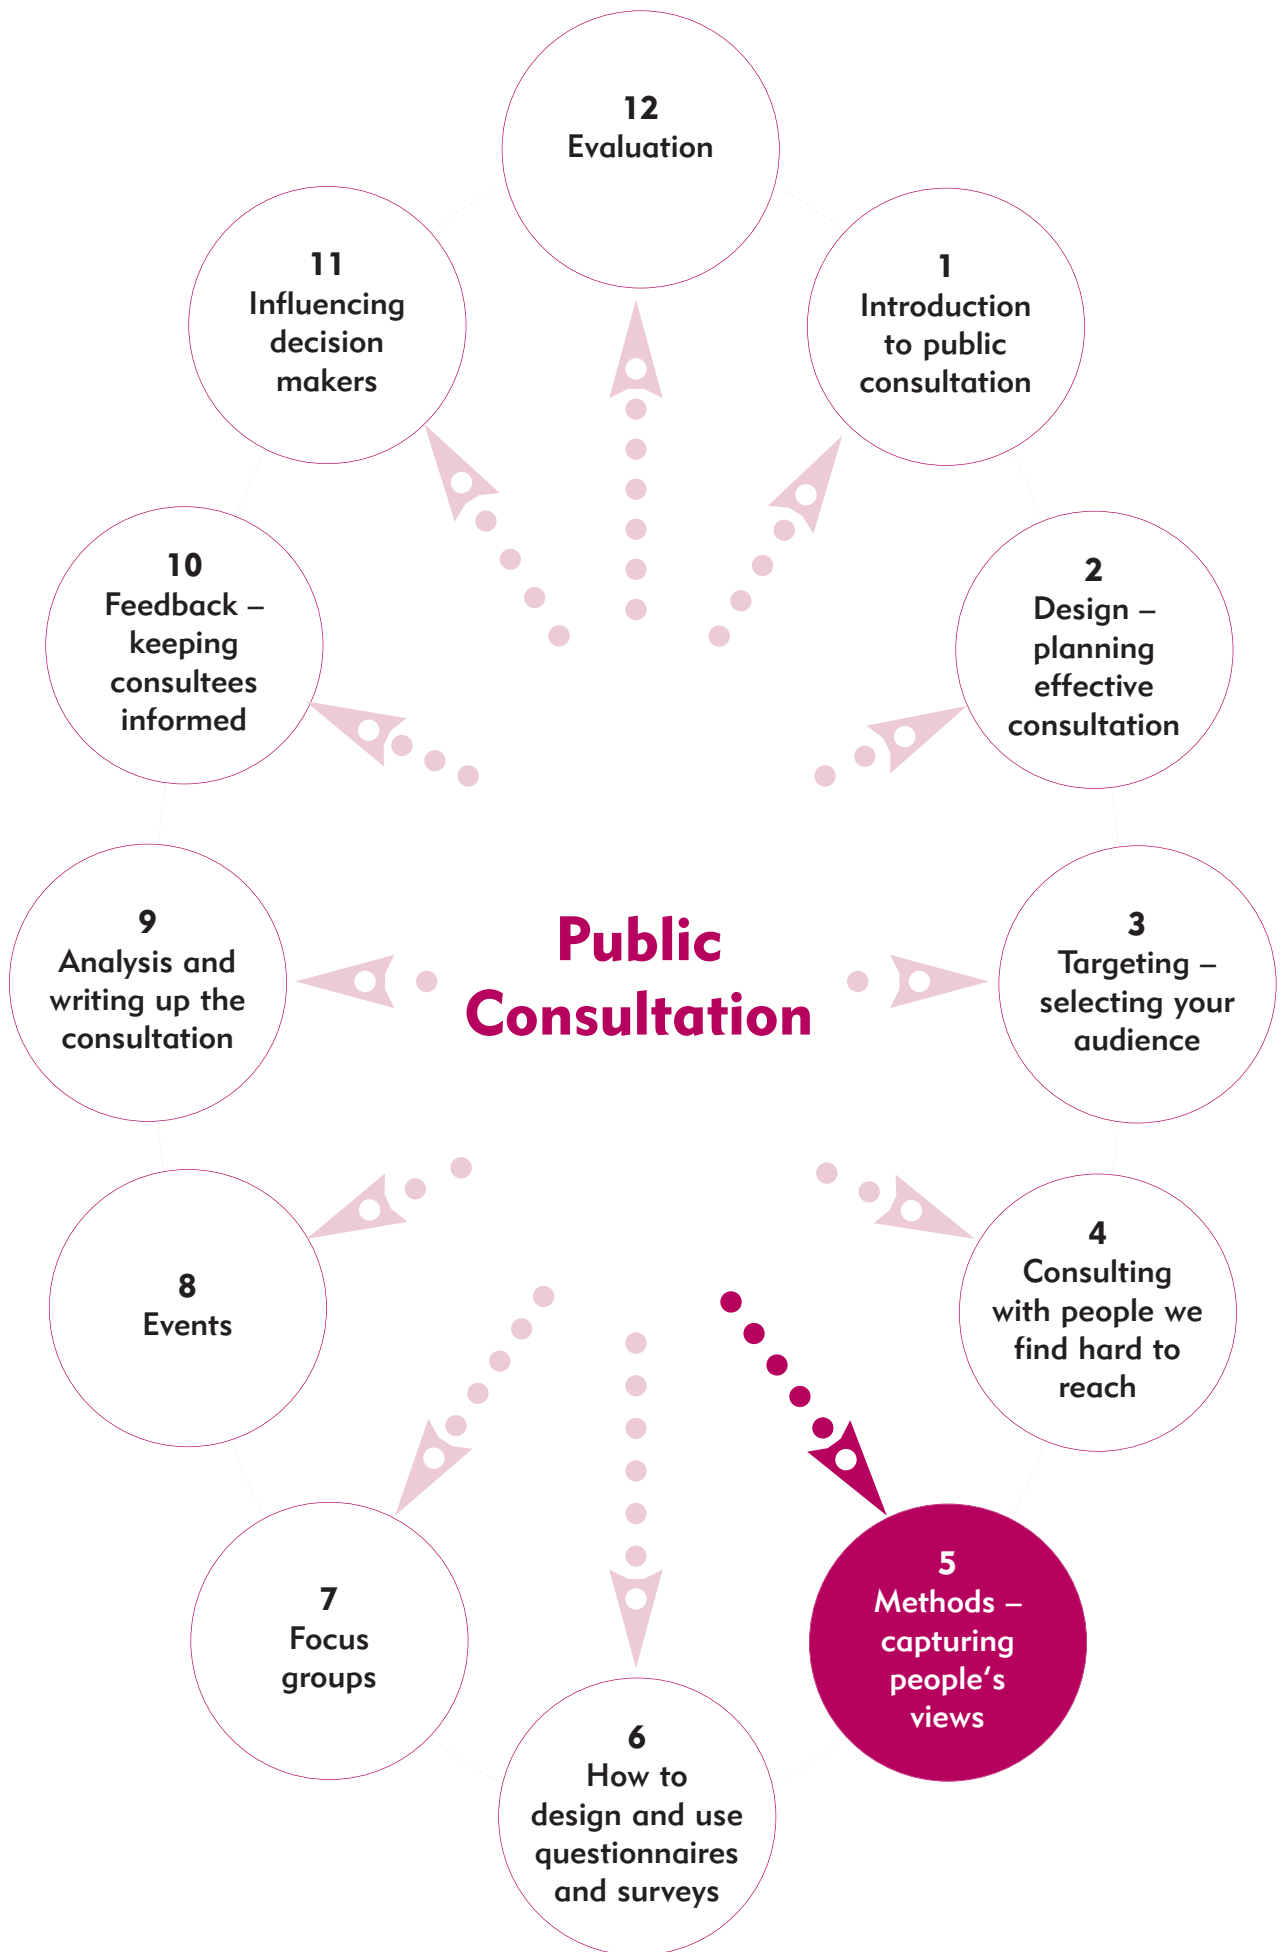 12
Evaluation
1
Introduction
to public
consultation
2
Design –
planning
effective
consultation
3
Targeting –
selecting your
audience
4
Consulting
with people we
find hard to
reach
5
Methods –
capturing
people‘s
views
6
How to
design and use
questionnaires
and surveys
7
Focus
groups
8
Events
9
Analysis and
writing up the
consultation
10
Feedback –
keeping
consultees
informed
11
Influencing
decision
makers
Public
Consultation